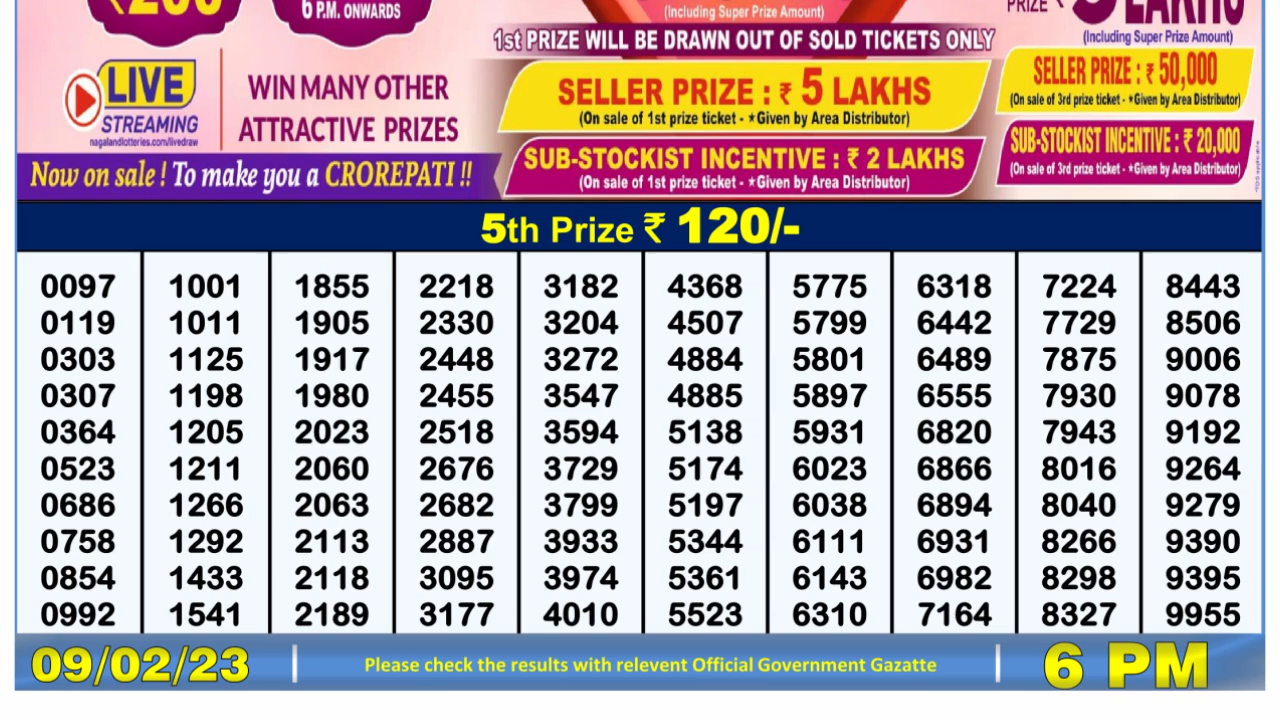 ₹200
6 P.M. ONWARDS
(Including Super Prize Amount)
PRIZE ₹ 5 LAKHS
(Including Super Prize Amount)
1st PRIZE WILL BE DRAWN OUT OF SOLD TICKETS ONLY
LIVE
STREAMING
nagalandlotteries.com/livedraw
WIN MANY OTHER
ATTRACTIVE PRIZES
SELLER PRIZE : ₹ 5 LAKHS
(On sale of 1st prize ticket - *Given by Area Distributor)
SELLER PRIZE : ₹ 50,000
(On sale of 3rd prize ticket - *Given by Area Distributor)
SUB-STOCKIST INCENTIVE : ₹ 2 LAKHS
(On sale of 1st prize ticket - *Given by Area Distributor)
SUB-STOCKIST INCENTIVE : ₹ 20,000
(On sale of 3rd prize ticket - *Given by Area Distributor)
Now on sale ! To make you a CROREPATI !!
5th Prize ₹ 120/-
0097 1001 1855 2218 3182 4368 5775 6318 7224 8443
0119 1011 1905 2330 3204 4507 5799 6442 7729 8506
0303 1125 1917 2448 3272 4884 5801 6489 7875 9006
0307 1198 1980 2455 3547 4885 5897 6555 7930 9078
0364 1205 2023 2518 3594 5138 5931 6820 7943 9192
0523 1211 2060 2676 3729 5174 6023 6866 8016 9264
0686 1266 2063 2682 3799 5197 6038 6894 8040 9279
0758 1292 2113 2887 3933 5344 6111 6931 8266 9390
0854 1433 2118 3095 3974 5361 6143 6982 8298 9395
0992 1541 2189 3177 4010 5523 6310 7164 8327 9955
09/02/23 | Please check the results with relevent Official Government Gazatte | 6 PM